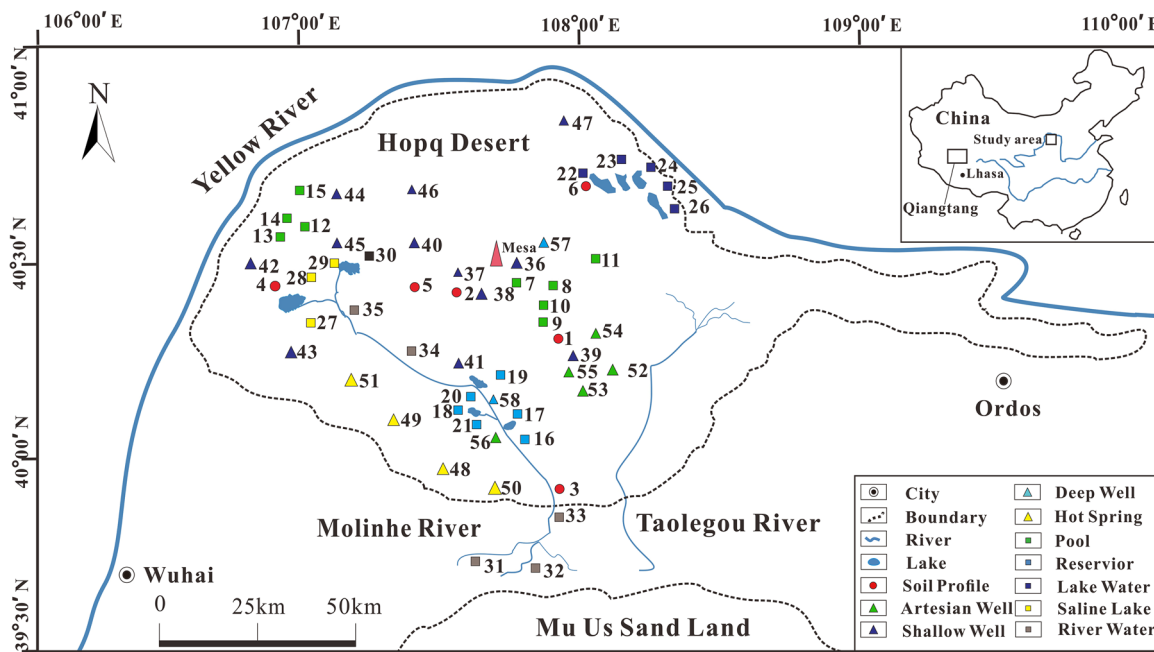 106°00′ E
107°00′ E
108°00′ E
109°00′ E
110°00′ E
41°00′ N
40°30′ N
40°00′ N
39°30′ N
N
Yellow River
Hopq Desert
47
23
24
22
6
25
26
15
44
46
14
12
13
45
30
40
57
Mesa
36
11
42
29
28
4
5
37
2
38
7
8
10
9
35
27
1
54
43
34
41
39
55
52
53
51
19
20
58
18
17
21
56
16
49
48
50
3
33
31
32
Molinhe River
Taolegou River
Mu Us Sand Land
Wuhai
Ordos
0 25km 50km
China
Study area
Lhasa
Qiangtang
City
Boundary
River
Lake
Soil Profile
Artesian Well
Shallow Well
Deep Well
Hot Spring
Pool
Reservior
Lake Water
Saline Lake
River Water